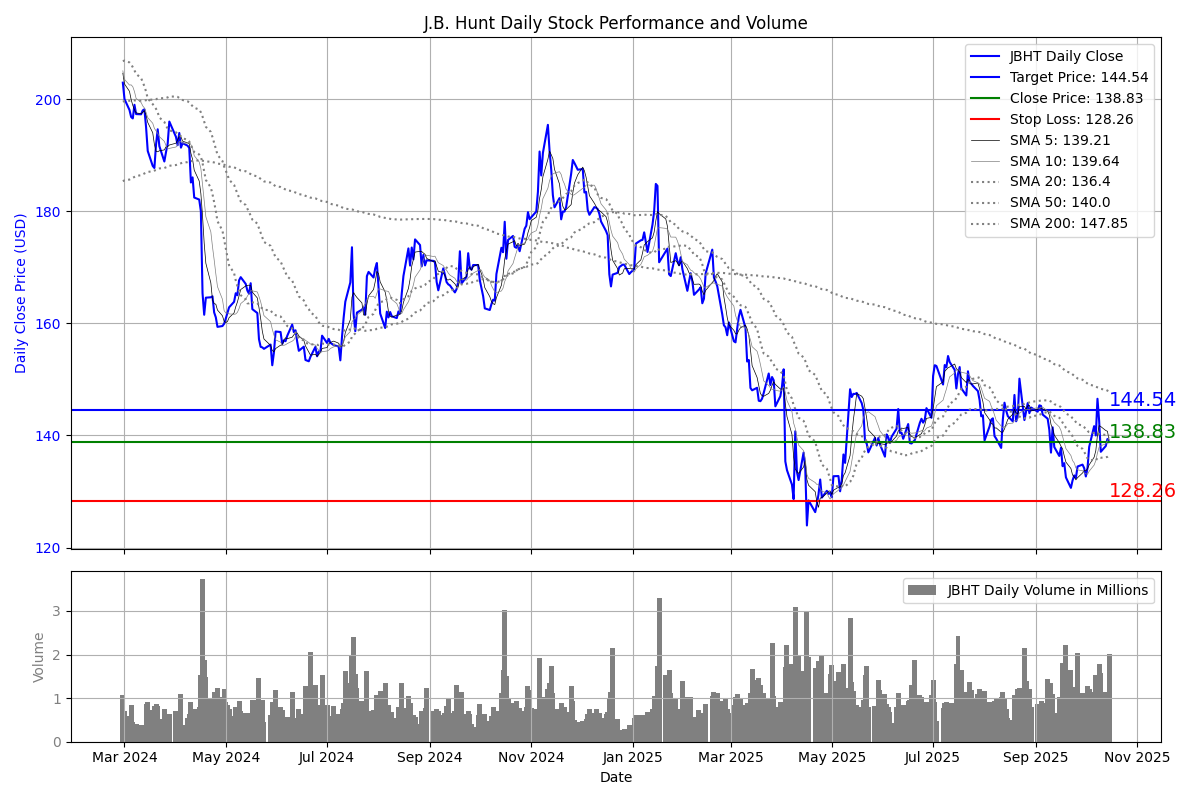 J.B. Hunt Daily Stock Performance and Volume
Daily Close Price (USD)
200
180
160
140
120
JBHT Daily Close
Target Price: 144.54
Close Price: 138.83
Stop Loss: 128.26
SMA 5: 139.21
SMA 10: 139.64
SMA 20: 136.4
SMA 50: 140.0
SMA 200: 147.85
144.54
138.83
128.26
Volume
3
2
1
0
JBHT Daily Volume in Millions
Mar 2024 May 2024 Jul 2024 Sep 2024 Nov 2024 Jan 2025 Mar 2025 May 2025 Jul 2025 Sep 2025 Nov 2025
Date